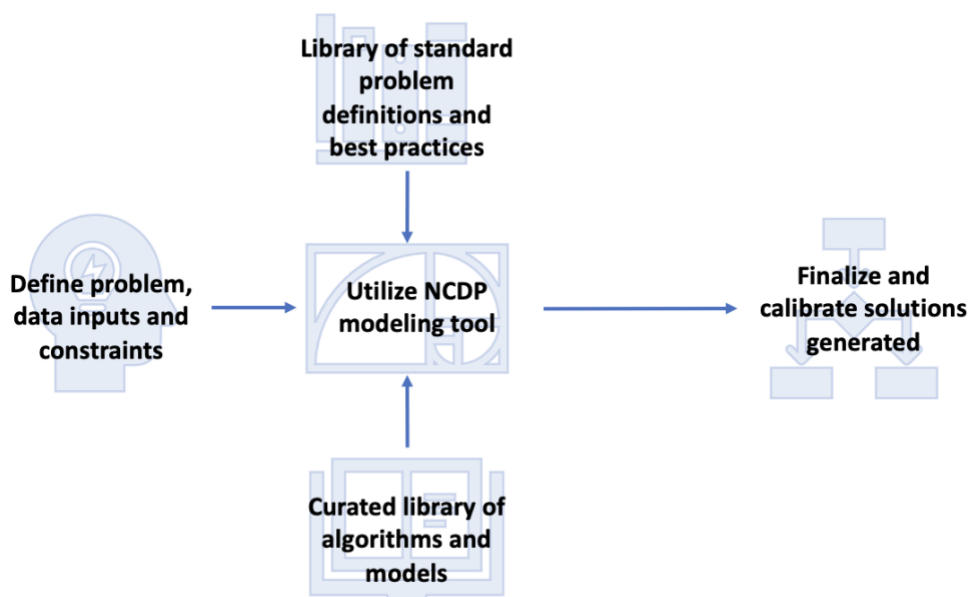 Library of standard
problem
definitions and
best practices
Define problem,
data inputs and
constraints
Utilize NCDP
modeling tool
Finalize and
calibrate solutions
generated
Curated library of
algorithms and
models